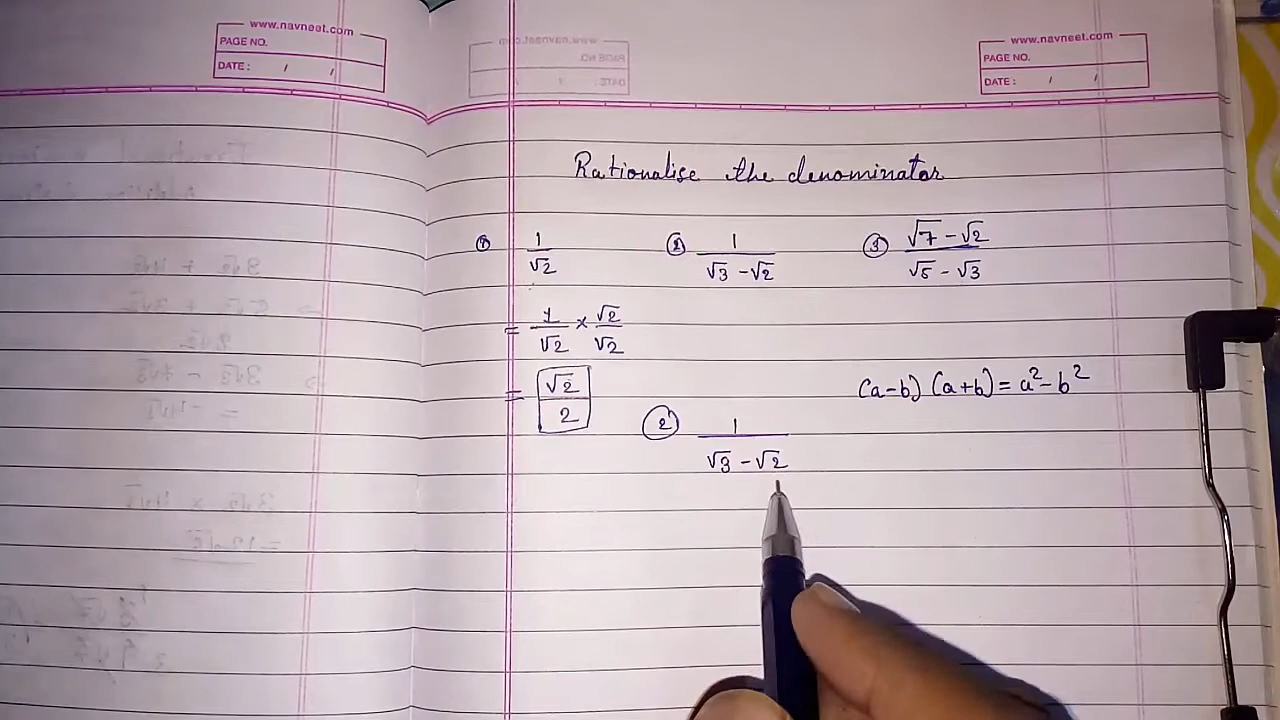 www.navneet.com
PAGE NO.
DATE : / /
www.navneet.com
PAGE NO.
DATE : / /
Rationalise the denominator
① 1/√2 ② 1/(√3 - √2) ③ (√7 - √2)/(√5 - √3)
= 1/√2 × √2/√2
= √2/2
(a-b) (a+b) = a² - b²
② 1/(√3 - √2)